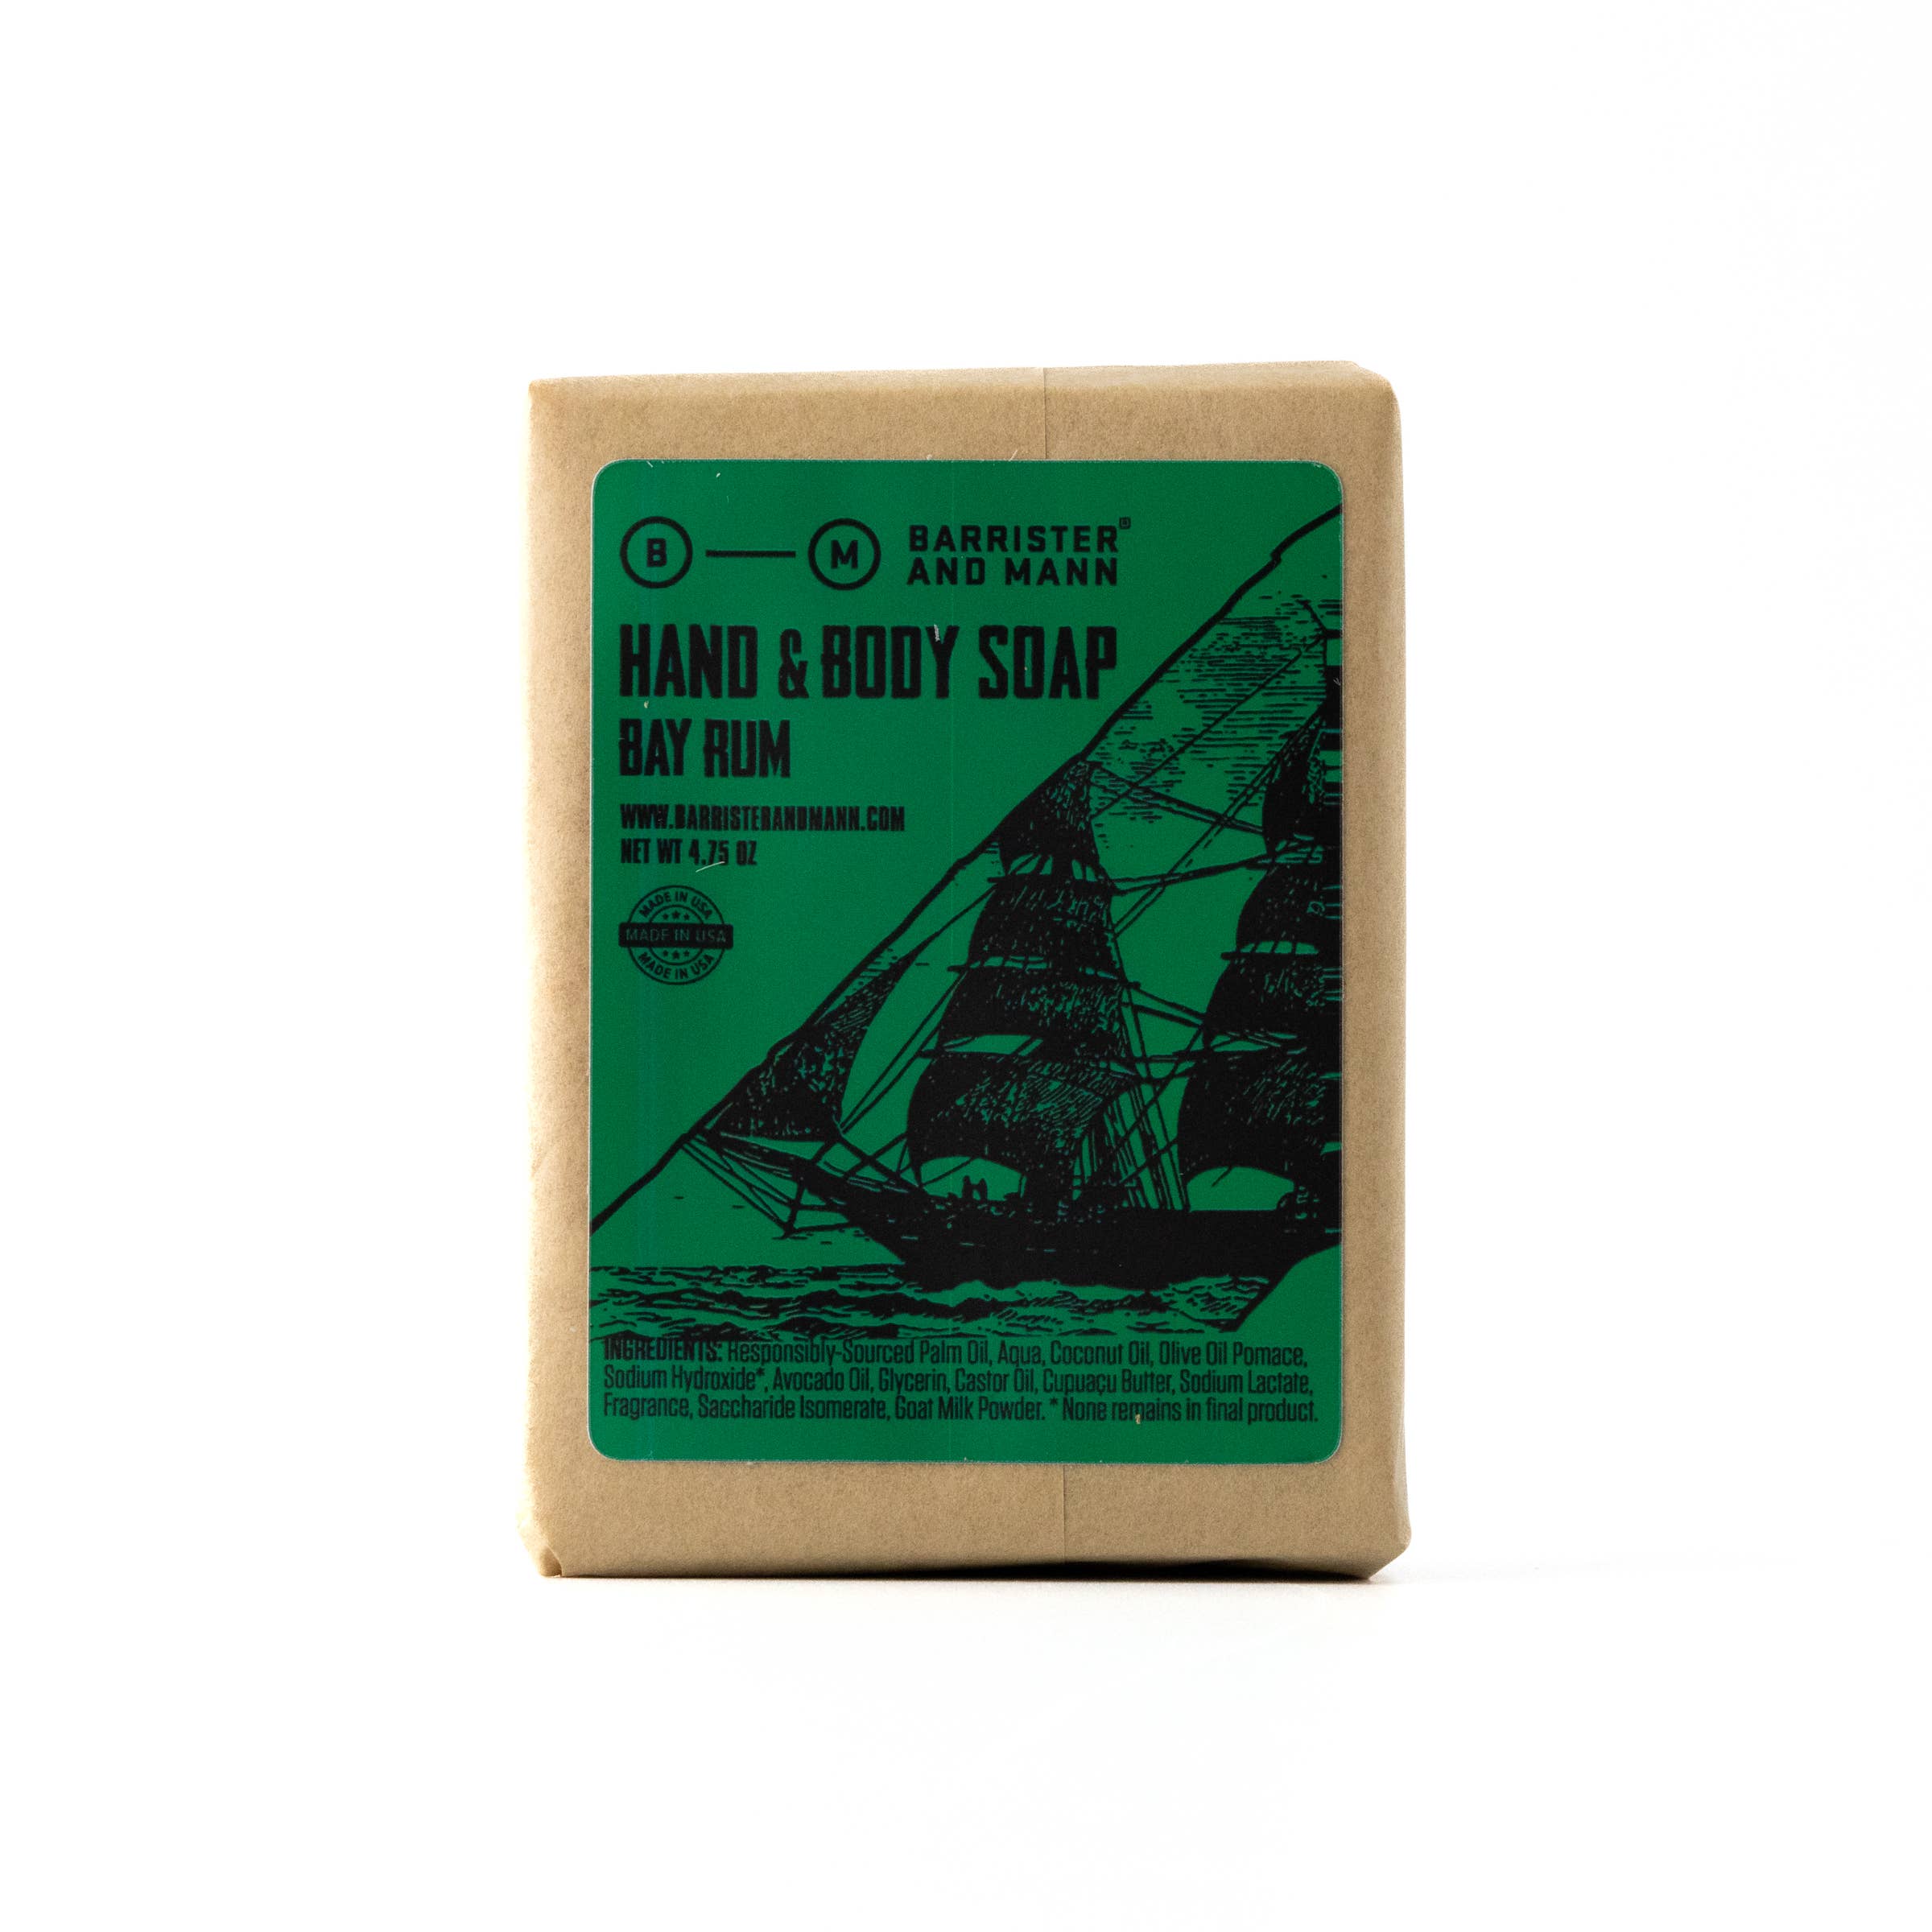 B M BARRISTER
AND MANN
HAND & BODY SOAP
BAY RUM
WWW.BARRISTERANDMANN.COM
NET WT 4.75 OZ
MADE IN USA
MADE IN USA
MADE IN USA
INGREDIENTS: Responsibly-Sourced Palm Oil, Aqua, Coconut Oil, Olive Oil Pomace,
Sodium Hydroxide*, Avocado Oil, Glycerin, Castor Oil, Cupuaçu Butter, Sodium Lactate,
Fragrance, Saccharide Isomerate, Goat Milk Powder. *None remains in final product.